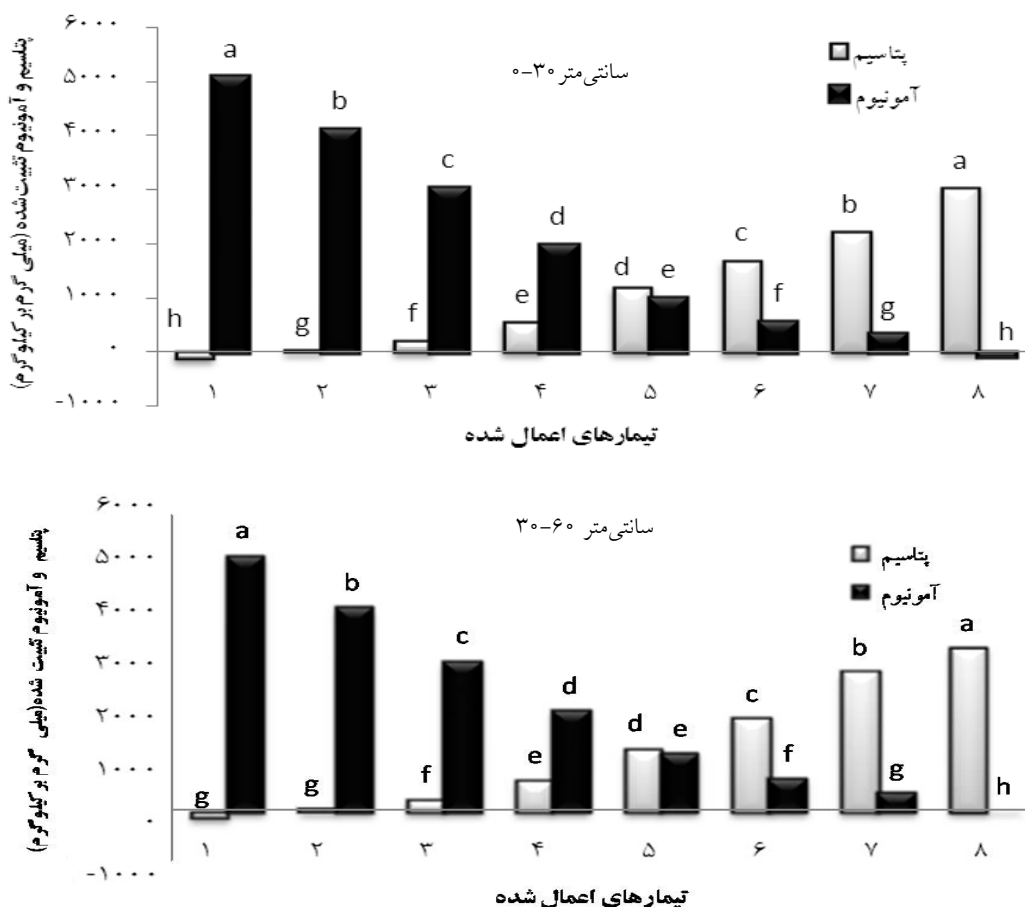 ۶۰۰۰
۵۰۰۰
۴۰۰۰
۳۰۰۰
۲۰۰۰
۱۰۰۰
۰
-۱۰۰۰
پتاسیم و آمونیوم تثبیت‌شده (میلی گرم بر کیلوگرم)
سانتی‌متر ۳۰-۰
پتاسیم
آمونیوم
h a g b f c e d d e c f b g a h
۱ ۲ ۳ ۴ ۵ ۶ ۷ ۸
تیمارهای اعمال شده
۶۰۰۰
۵۰۰۰
۴۰۰۰
۳۰۰۰
۲۰۰۰
۱۰۰۰
۰
-۱۰۰۰
پتاسیم و آمونیوم تثبیت شده(میلی گرم بر کیلوگرم)
سانتی‌متر ۶۰-۳۰
پتاسیم
آمونیوم
g a g b f c e d d e c f b g a h
۱ ۲ ۳ ۴ ۵ ۶ ۷ ۸
تیمارهای اعمال شده